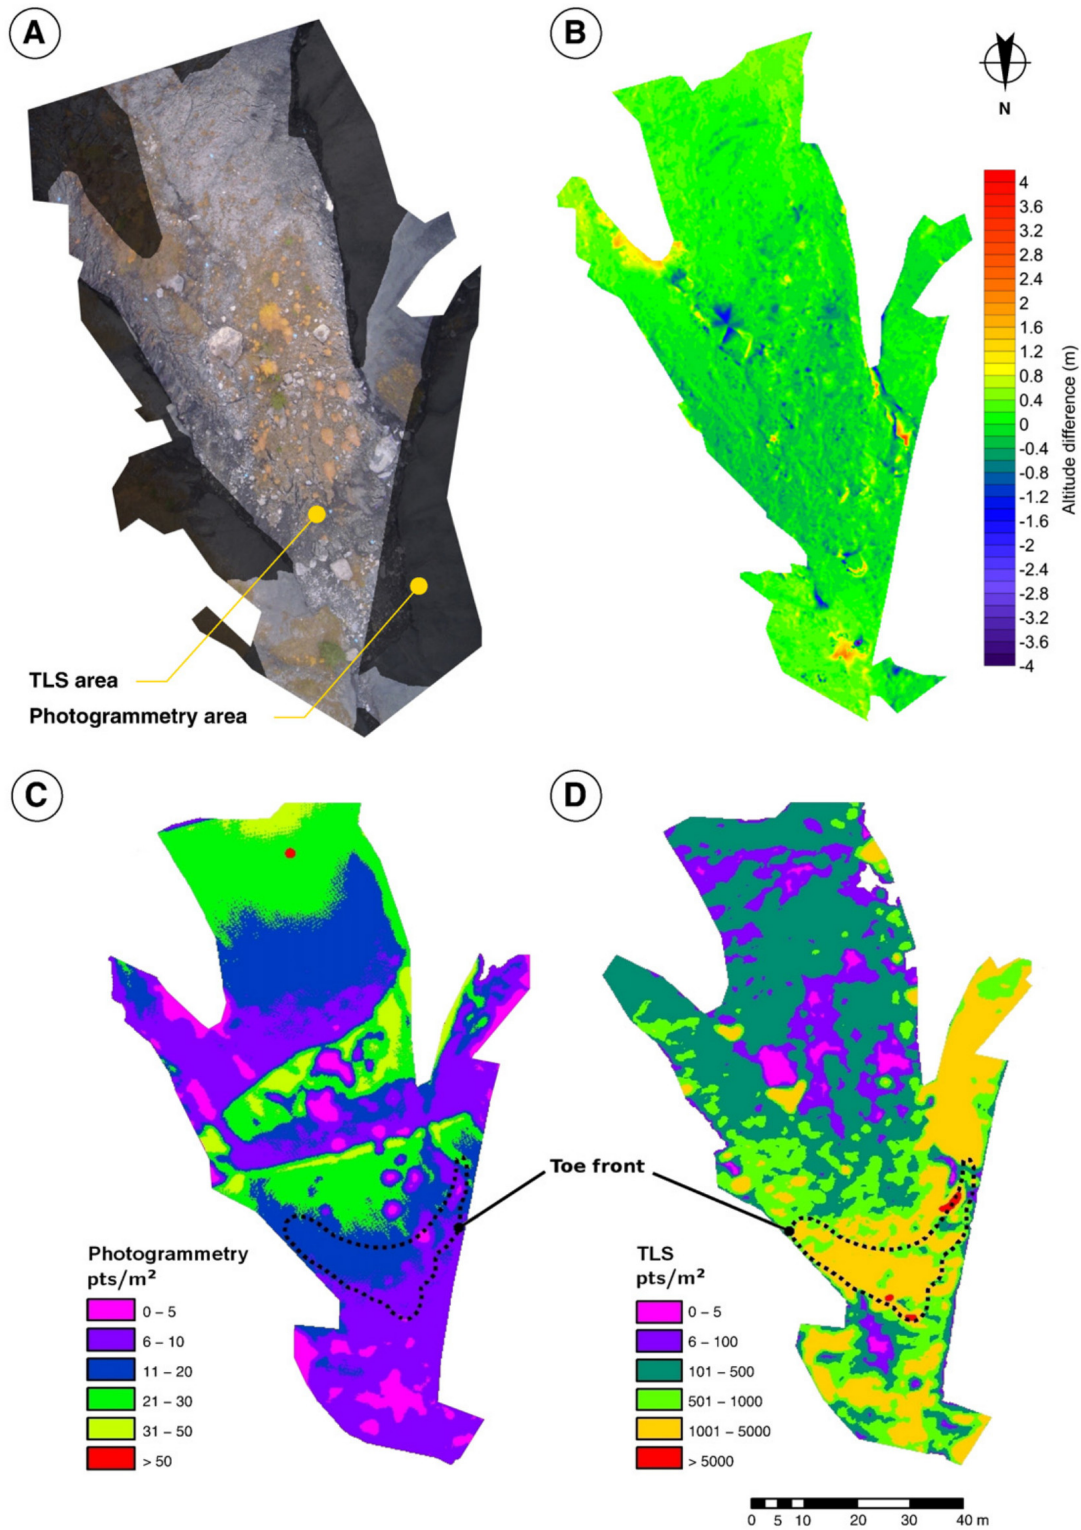 A
B
N
4
3.6
3.2
2.8
2.4
2
1.6
1.2
0.8
0.4
0
-0.4
-0.8
-1.2
-1.6
-2
-2.4
-2.8
-3.2
-3.6
-4
Altitude difference (m)
TLS area
Photogrammetry area
C
D
Toe front
Photogrammetry
pts/m²
0 – 5
6 – 10
11 – 20
21 – 30
31 – 50
> 50
TLS
pts/m²
0 – 5
6 – 100
101 – 500
501 – 1000
1001 – 5000
> 5000
0 5 10 20 30 40 m